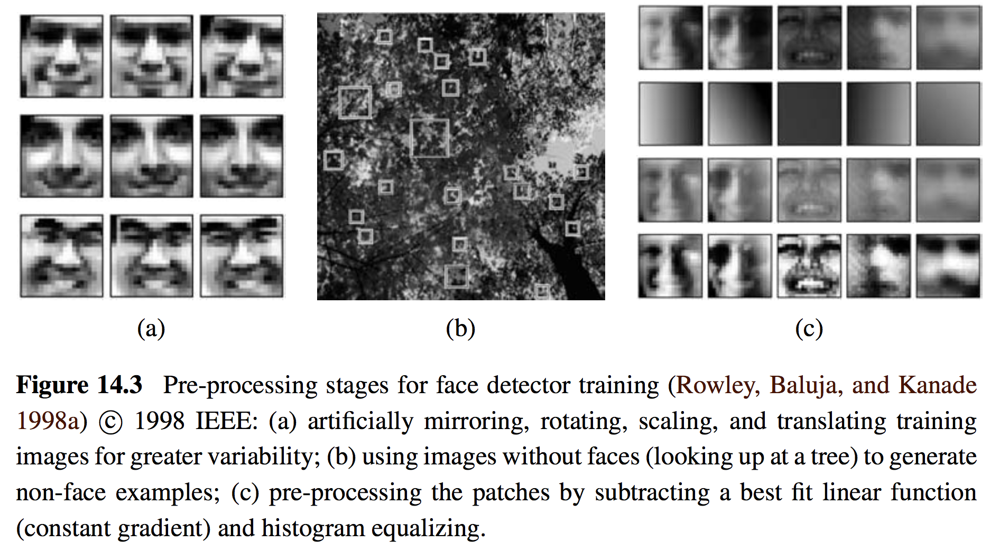 (a)
(b)
(c)
Figure 14.3 Pre-processing stages for face detector training (Rowley, Baluja, and Kanade
1998a) © 1998 IEEE: (a) artificially mirroring, rotating, scaling, and translating training
images for greater variability; (b) using images without faces (looking up at a tree) to generate
non-face examples; (c) pre-processing the patches by subtracting a best fit linear function
(constant gradient) and histogram equalizing.